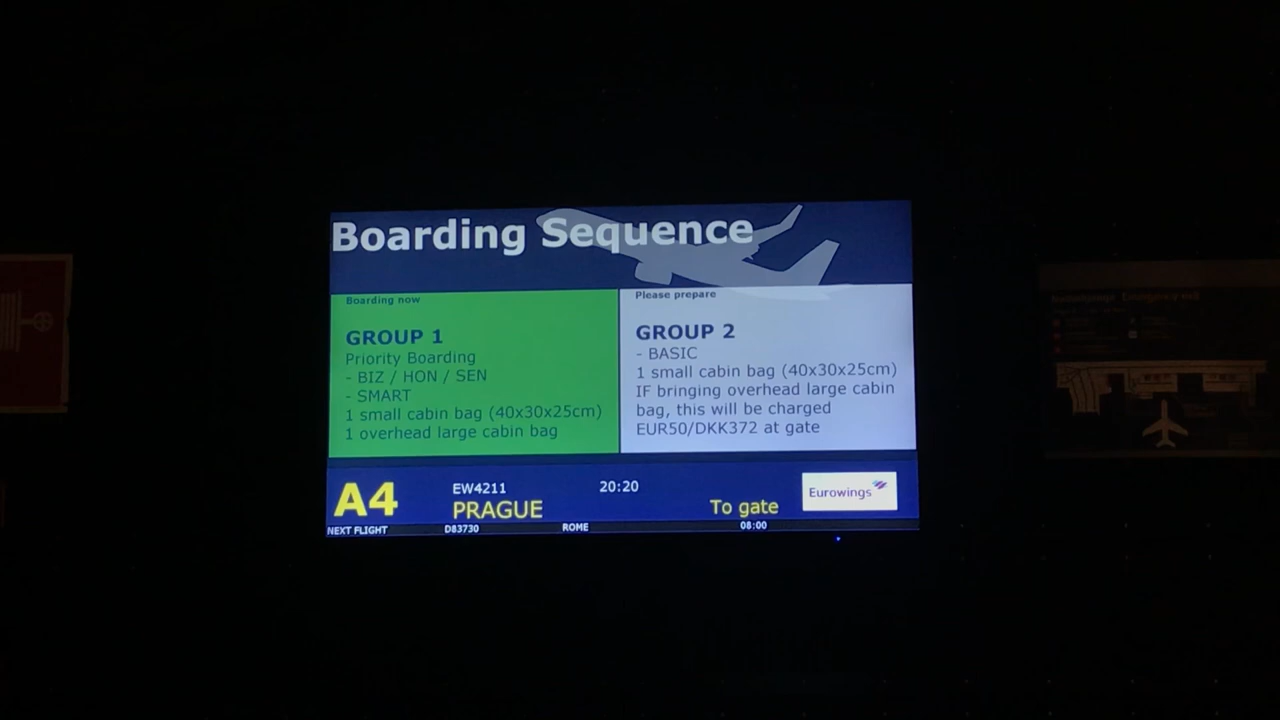 Boarding Sequence
Boarding now
GROUP 1
Priority Boarding
- BIZ / HON / SEN
- SMART
1 small cabin bag (40x30x25cm)
1 overhead large cabin bag
Please prepare
GROUP 2
- BASIC
1 small cabin bag (40x30x25cm)
IF bringing overhead large cabin
bag, this will be charged
EUR50/DKK372 at gate
A4
EW4211 20:20
PRAGUE To gate
Eurowings
NEXT FLIGHT D83730 ROME 08:00